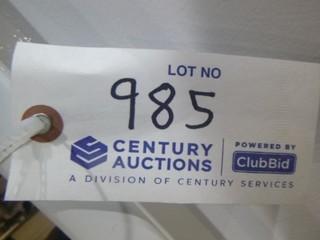 LOT NO
985
CENTURY AUCTIONS
POWERED BY
ClubBid
A DIVISION OF CENTURY SERVICES